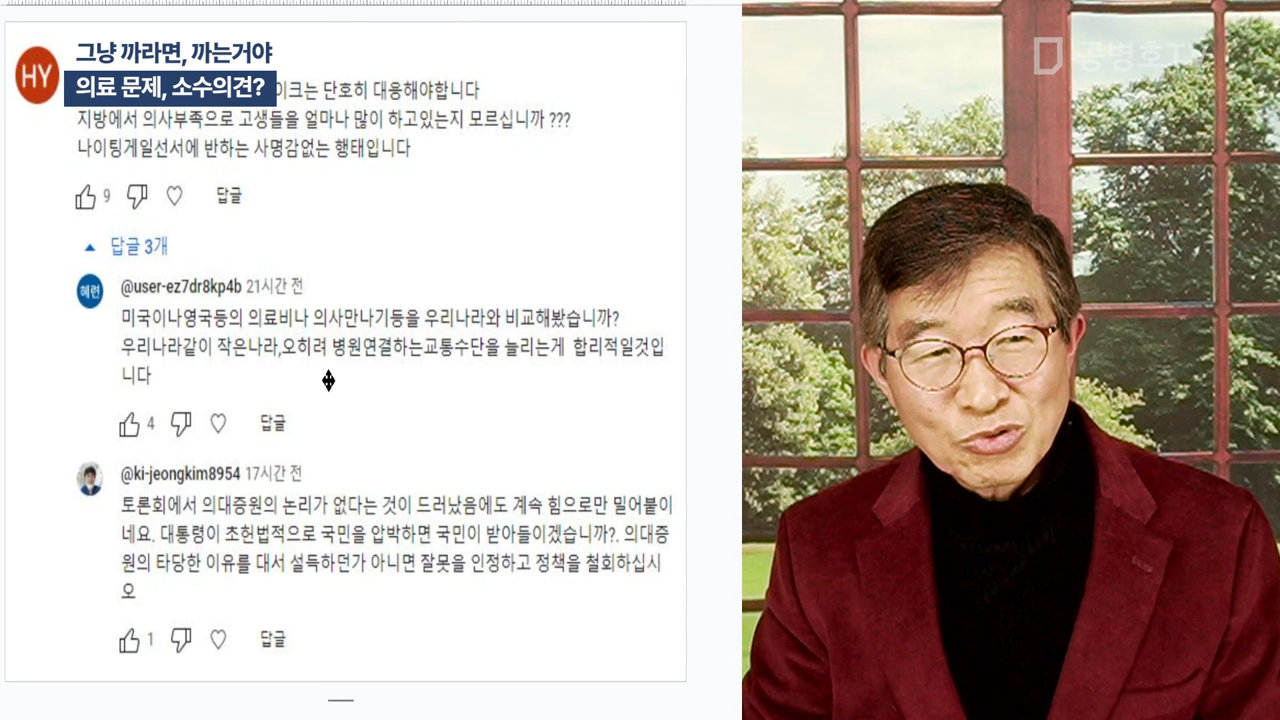 그냥 까라면, 까는거야
의료 문제, 소수의견?
HY
이크는 단호히 대응해야합니다
지방에서 의사부족으로 고생들을 얼마나 많이 하고있는지 모르십니까 ???
나이팅게일선서에 반하는 사명감없는 행태입니다
9 답글
답글 3개
혜련
@user-ez7dr8kp4b 21시간 전
미국이나영국등의 의료비나 의사만나기등을 우리나라와 비교해봤습니까?
우리나라같이 작은나라,오히려 병원연결하는교통수단을 늘리는게 합리적일것입
니다
4 답글
@ki-jeongkim8954 17시간 전
토론회에서 의대증원의 논리가 없다는 것이 드러났음에도 계속 힘으로만 밀어붙이
네요. 대통령이 초헌법적으로 국민을 압박하면 국민이 받아들이겠습니까?. 의대증
원의 타당한 이유를 대서 설득하던가 아니면 잘못을 인정하고 정책을 철회하십시
오
1 답글
공병호TV